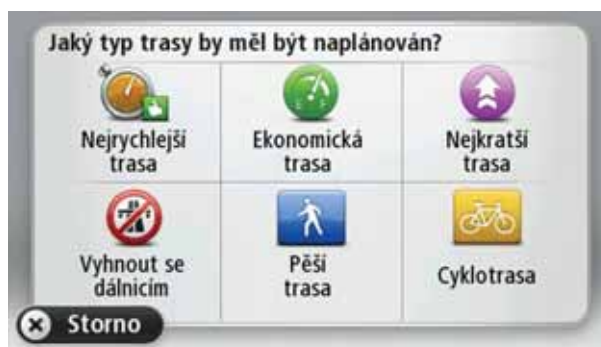 Jaký typ trasy by měl být naplánován?
Nejrychlejší
trasa
Ekonomická
trasa
Nejkratší
trasa
Vyhnout se
dálnicím
Pěší
trasa
Cyklotrasa
Storno